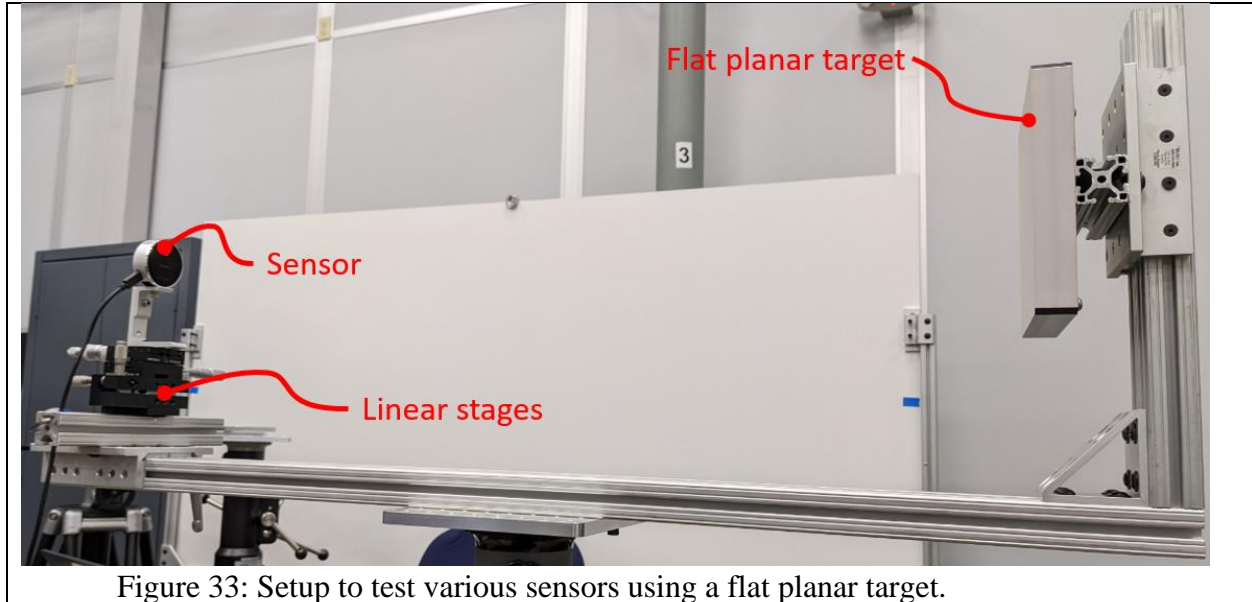 Flat planar target
3
Sensor
Linear stages
Figure 33: Setup to test various sensors using a flat planar target.